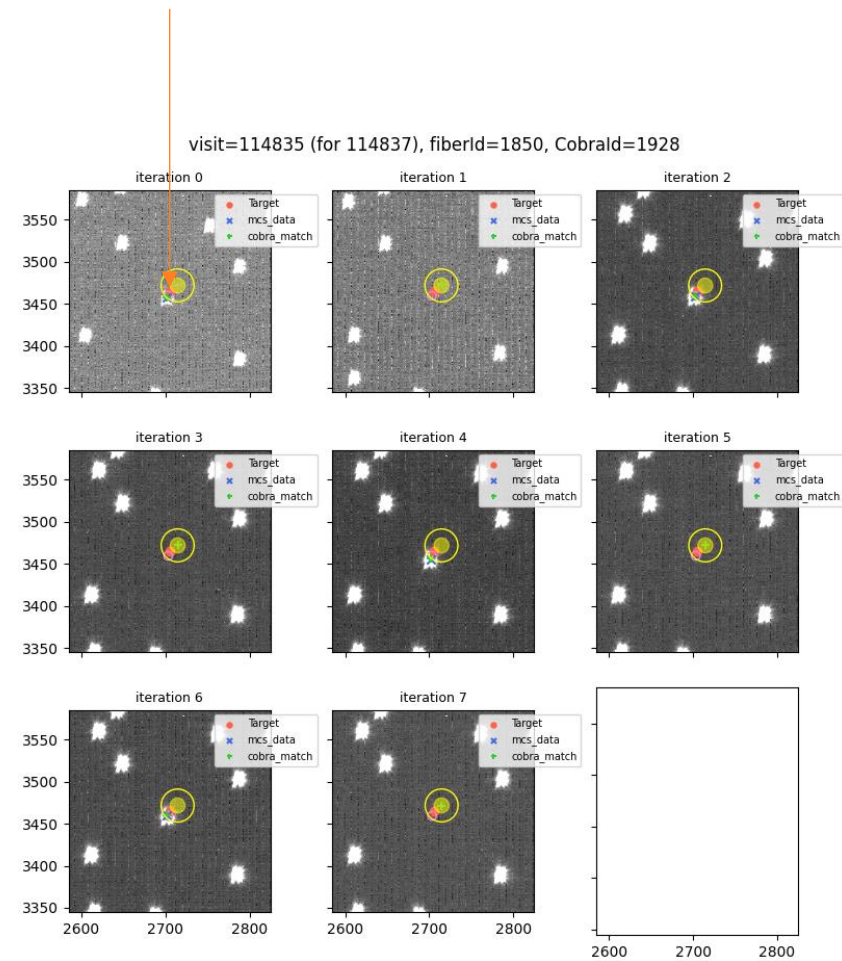 visit=114835 (for 114837), fiberId=1850, CobraId=1928
iteration 0
iteration 1
iteration 2
Target
mcs_data
cobra_match
Target
mcs_data
cobra_match
Target
mcs_data
cobra_match
3550
3500
3450
3400
3350
iteration 3
iteration 4
iteration 5
Target
mcs_data
cobra_match
Target
mcs_data
cobra_match
Target
mcs_data
cobra_match
3550
3500
3450
3400
3350
iteration 6
iteration 7
Target
mcs_data
cobra_match
Target
mcs_data
cobra_match
3550
3500
3450
3400
3350
2600 2700 2800
2600 2700 2800
2600 2700 2800